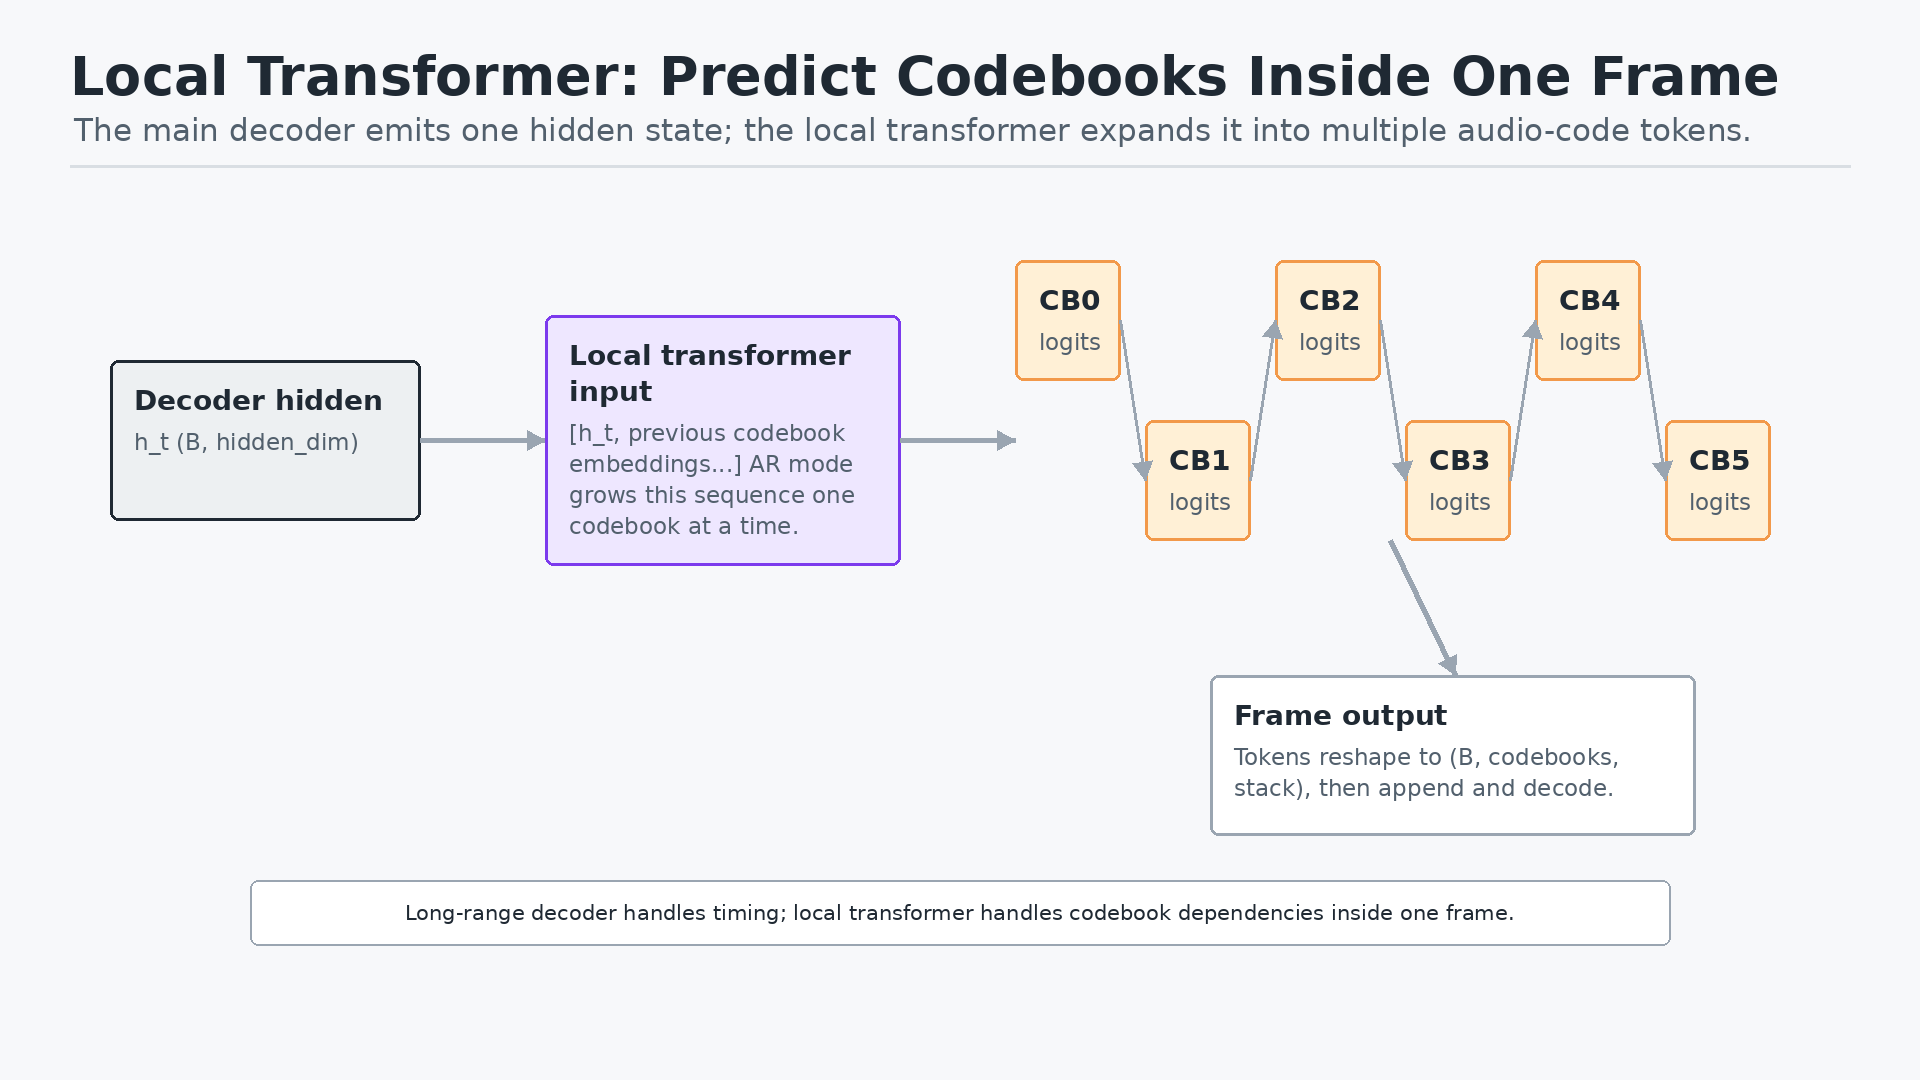 Local Transformer: Predict Codebooks Inside One Frame
The main decoder emits one hidden state; the local transformer expands it into multiple audio-code tokens.
Decoder hidden
h_t (B, hidden_dim)
Local transformer
input
[h_t, previous codebook
embeddings...] AR mode
grows this sequence one
codebook at a time.
CB0
logits
CB1
logits
CB2
logits
CB3
logits
CB4
logits
CB5
logits
Frame output
Tokens reshape to (B, codebooks,
stack), then append and decode.
Long-range decoder handles timing; local transformer handles codebook dependencies inside one frame.